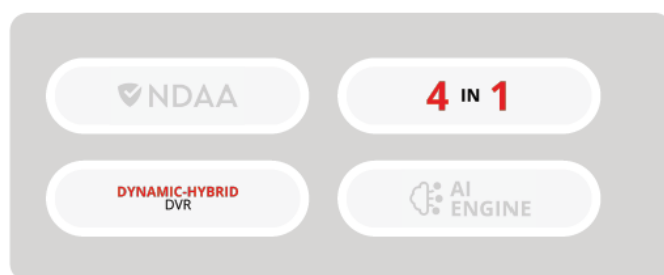 NDAA
4 IN 1
DYNAMIC-HYBRID
DVR
AI
ENGINE